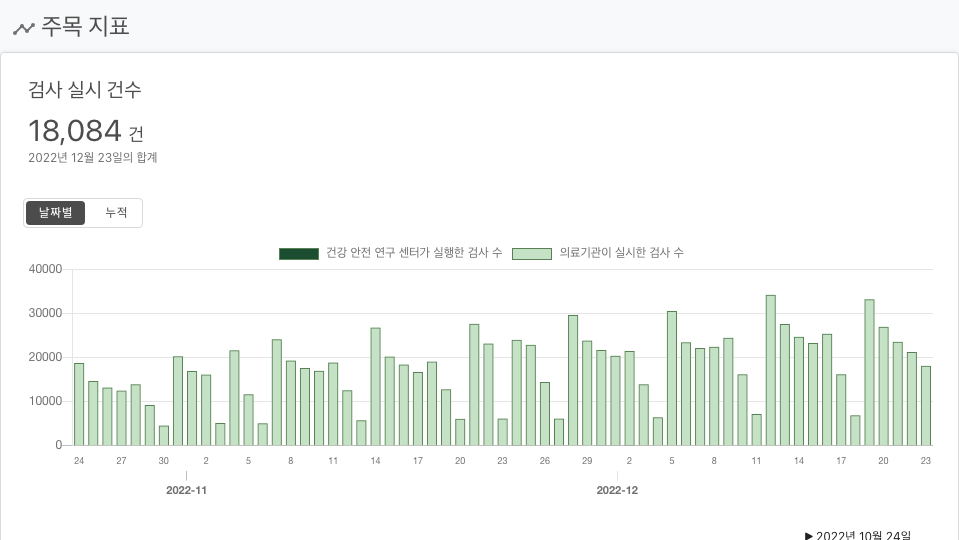 주목 지표
검사 실시 건수
18,084 건
2022년 12월 23일의 합계
날짜별 누적
건강 안전 연구 센터가 실행한 검사 수 의료기관이 실시한 검사 수
40000
30000
20000
10000
0
24 27 30 2 5 8 11 14 17 20 23 26 29 2 5 8 11 14 17 20 23
2022-11 2022-12
▶ 2022년 10월 24일